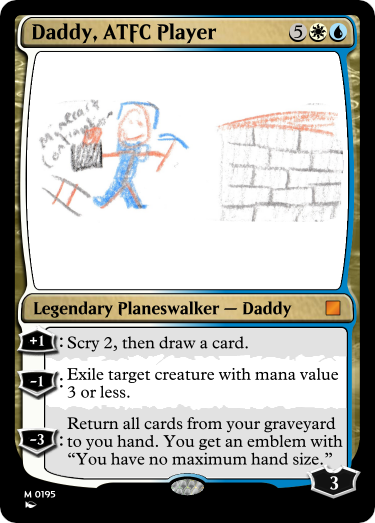 Daddy, ATFC Player 5
Minecraft
Legendary Planeswalker — Daddy
+1: Scry 2, then draw a card.
-1: Exile target creature with mana value
3 or less.
-3: Return all cards from your graveyard
to you hand. You get an emblem with
“You have no maximum hand size.”
3
M 0195